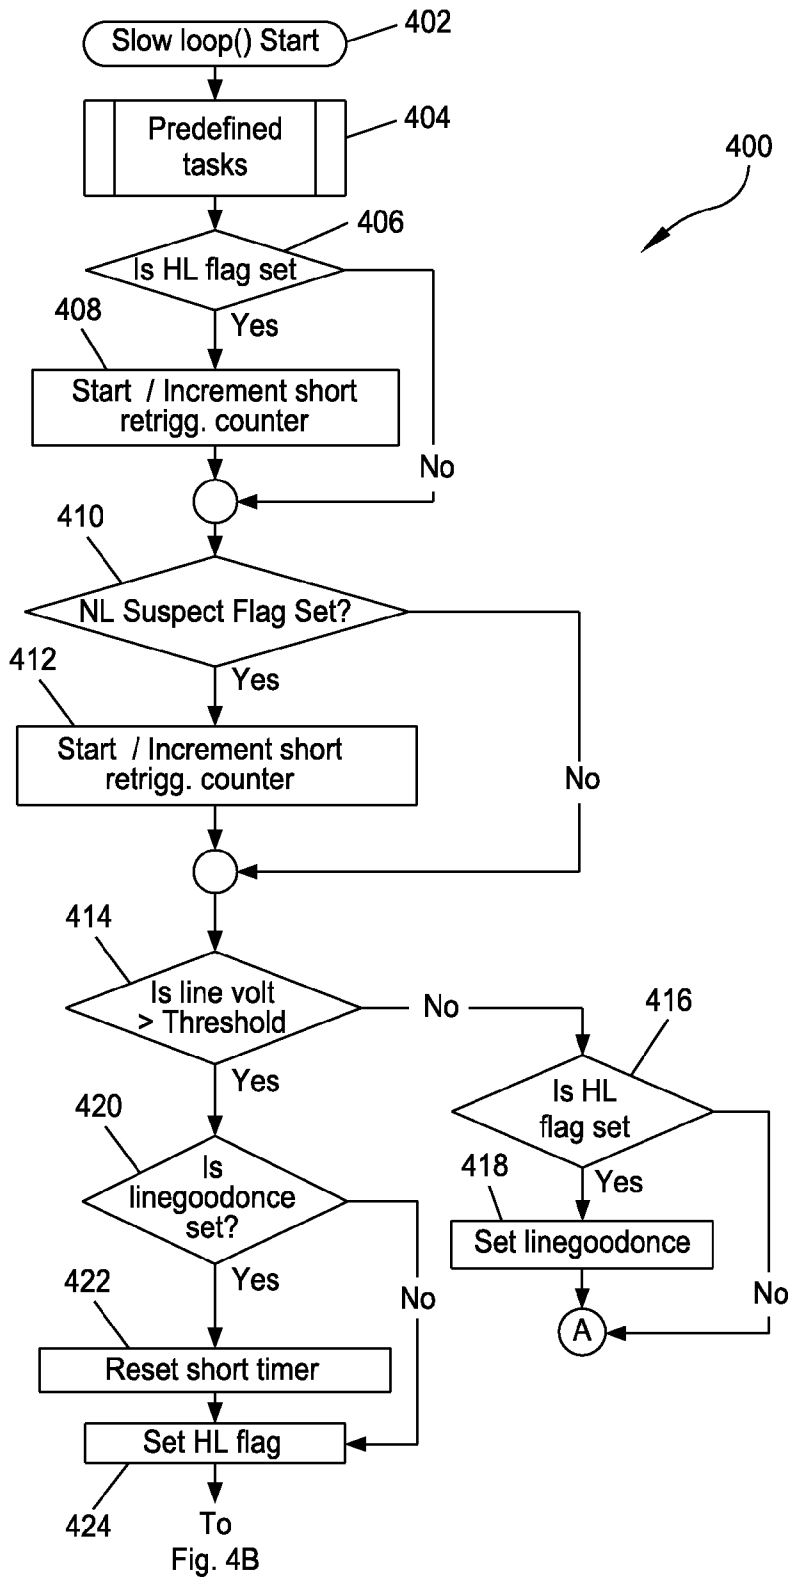 Slow loop() Start
402
Predefined
tasks
404
400
406
Is HL flag set
408
Yes
Start / Increment short
retrigg. counter
No
410
NL Suspect Flag Set?
412
Yes
Start / Increment short
retrigg. counter
No
414
Is line volt
> Threshold
No
416
Yes
Is HL
flag set
420
418
Yes
Is
linegoodonce
set?
Set linegoodonce
422
Yes
No
No
A
Reset short timer
Set HL flag
424
To
Fig. 4B